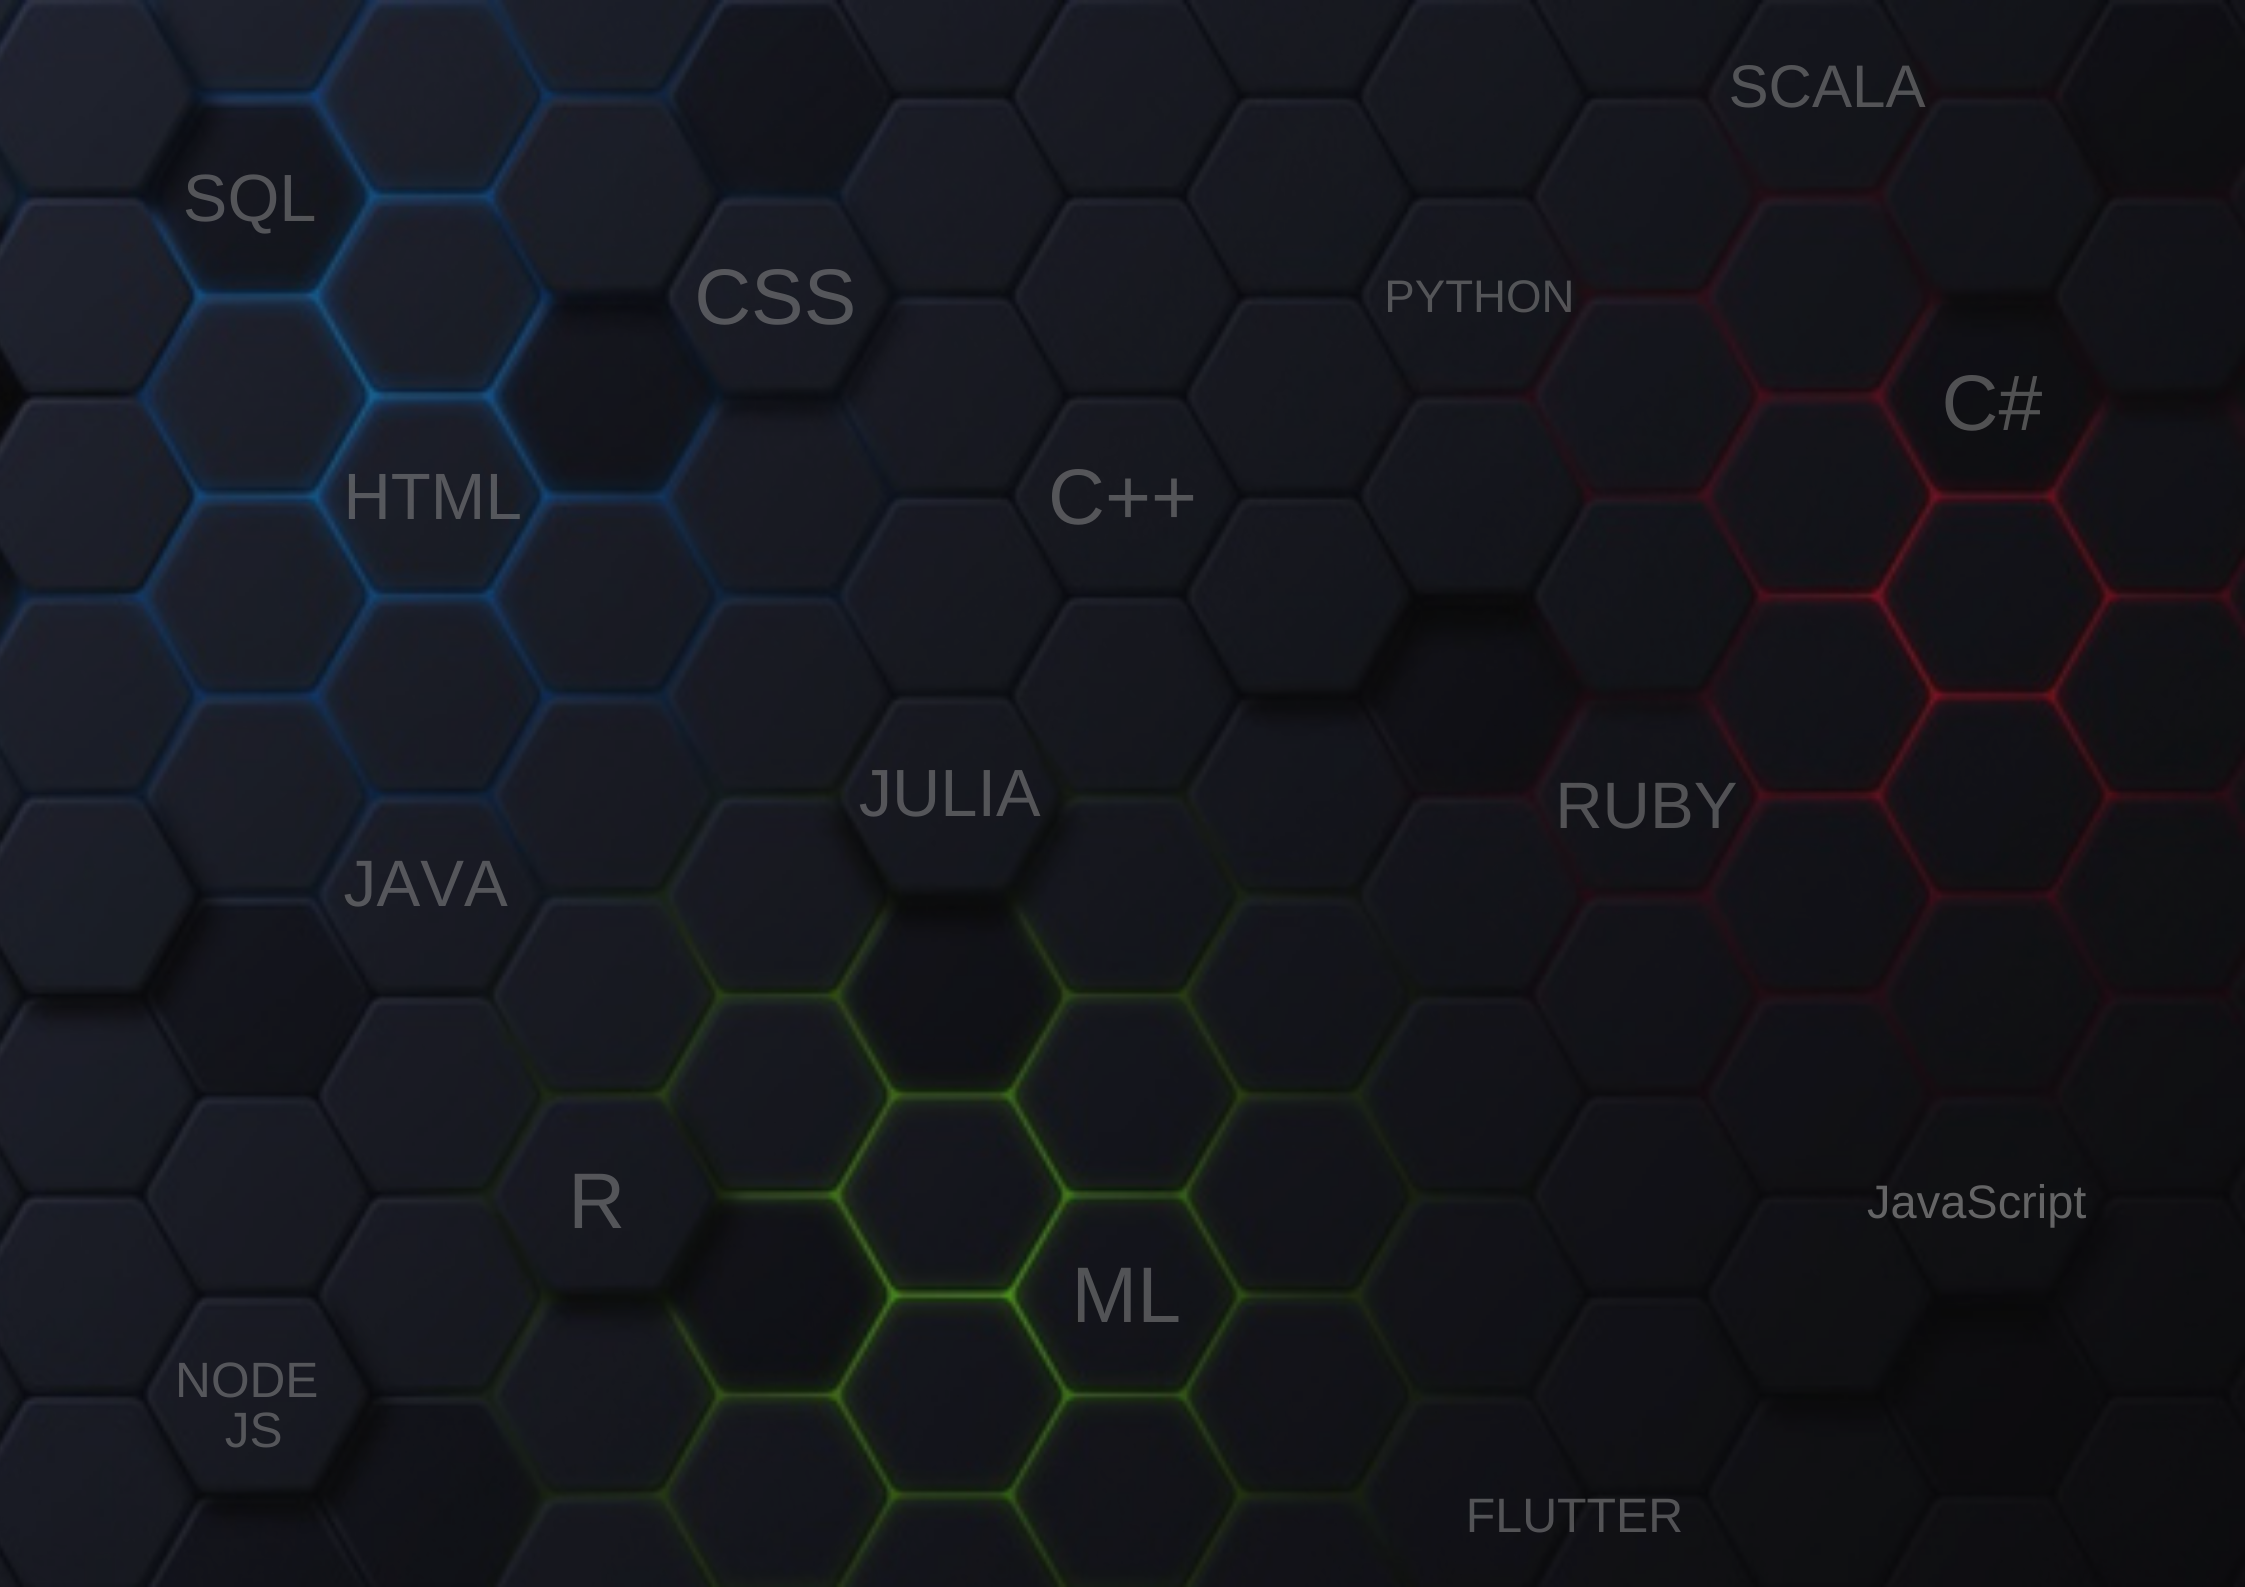 SCALA
SQL
CSS
PYTHON
C#
HTML
C++
JULIA
RUBY
JAVA
R
JavaScript
ML
NODE
JS
FLUTTER